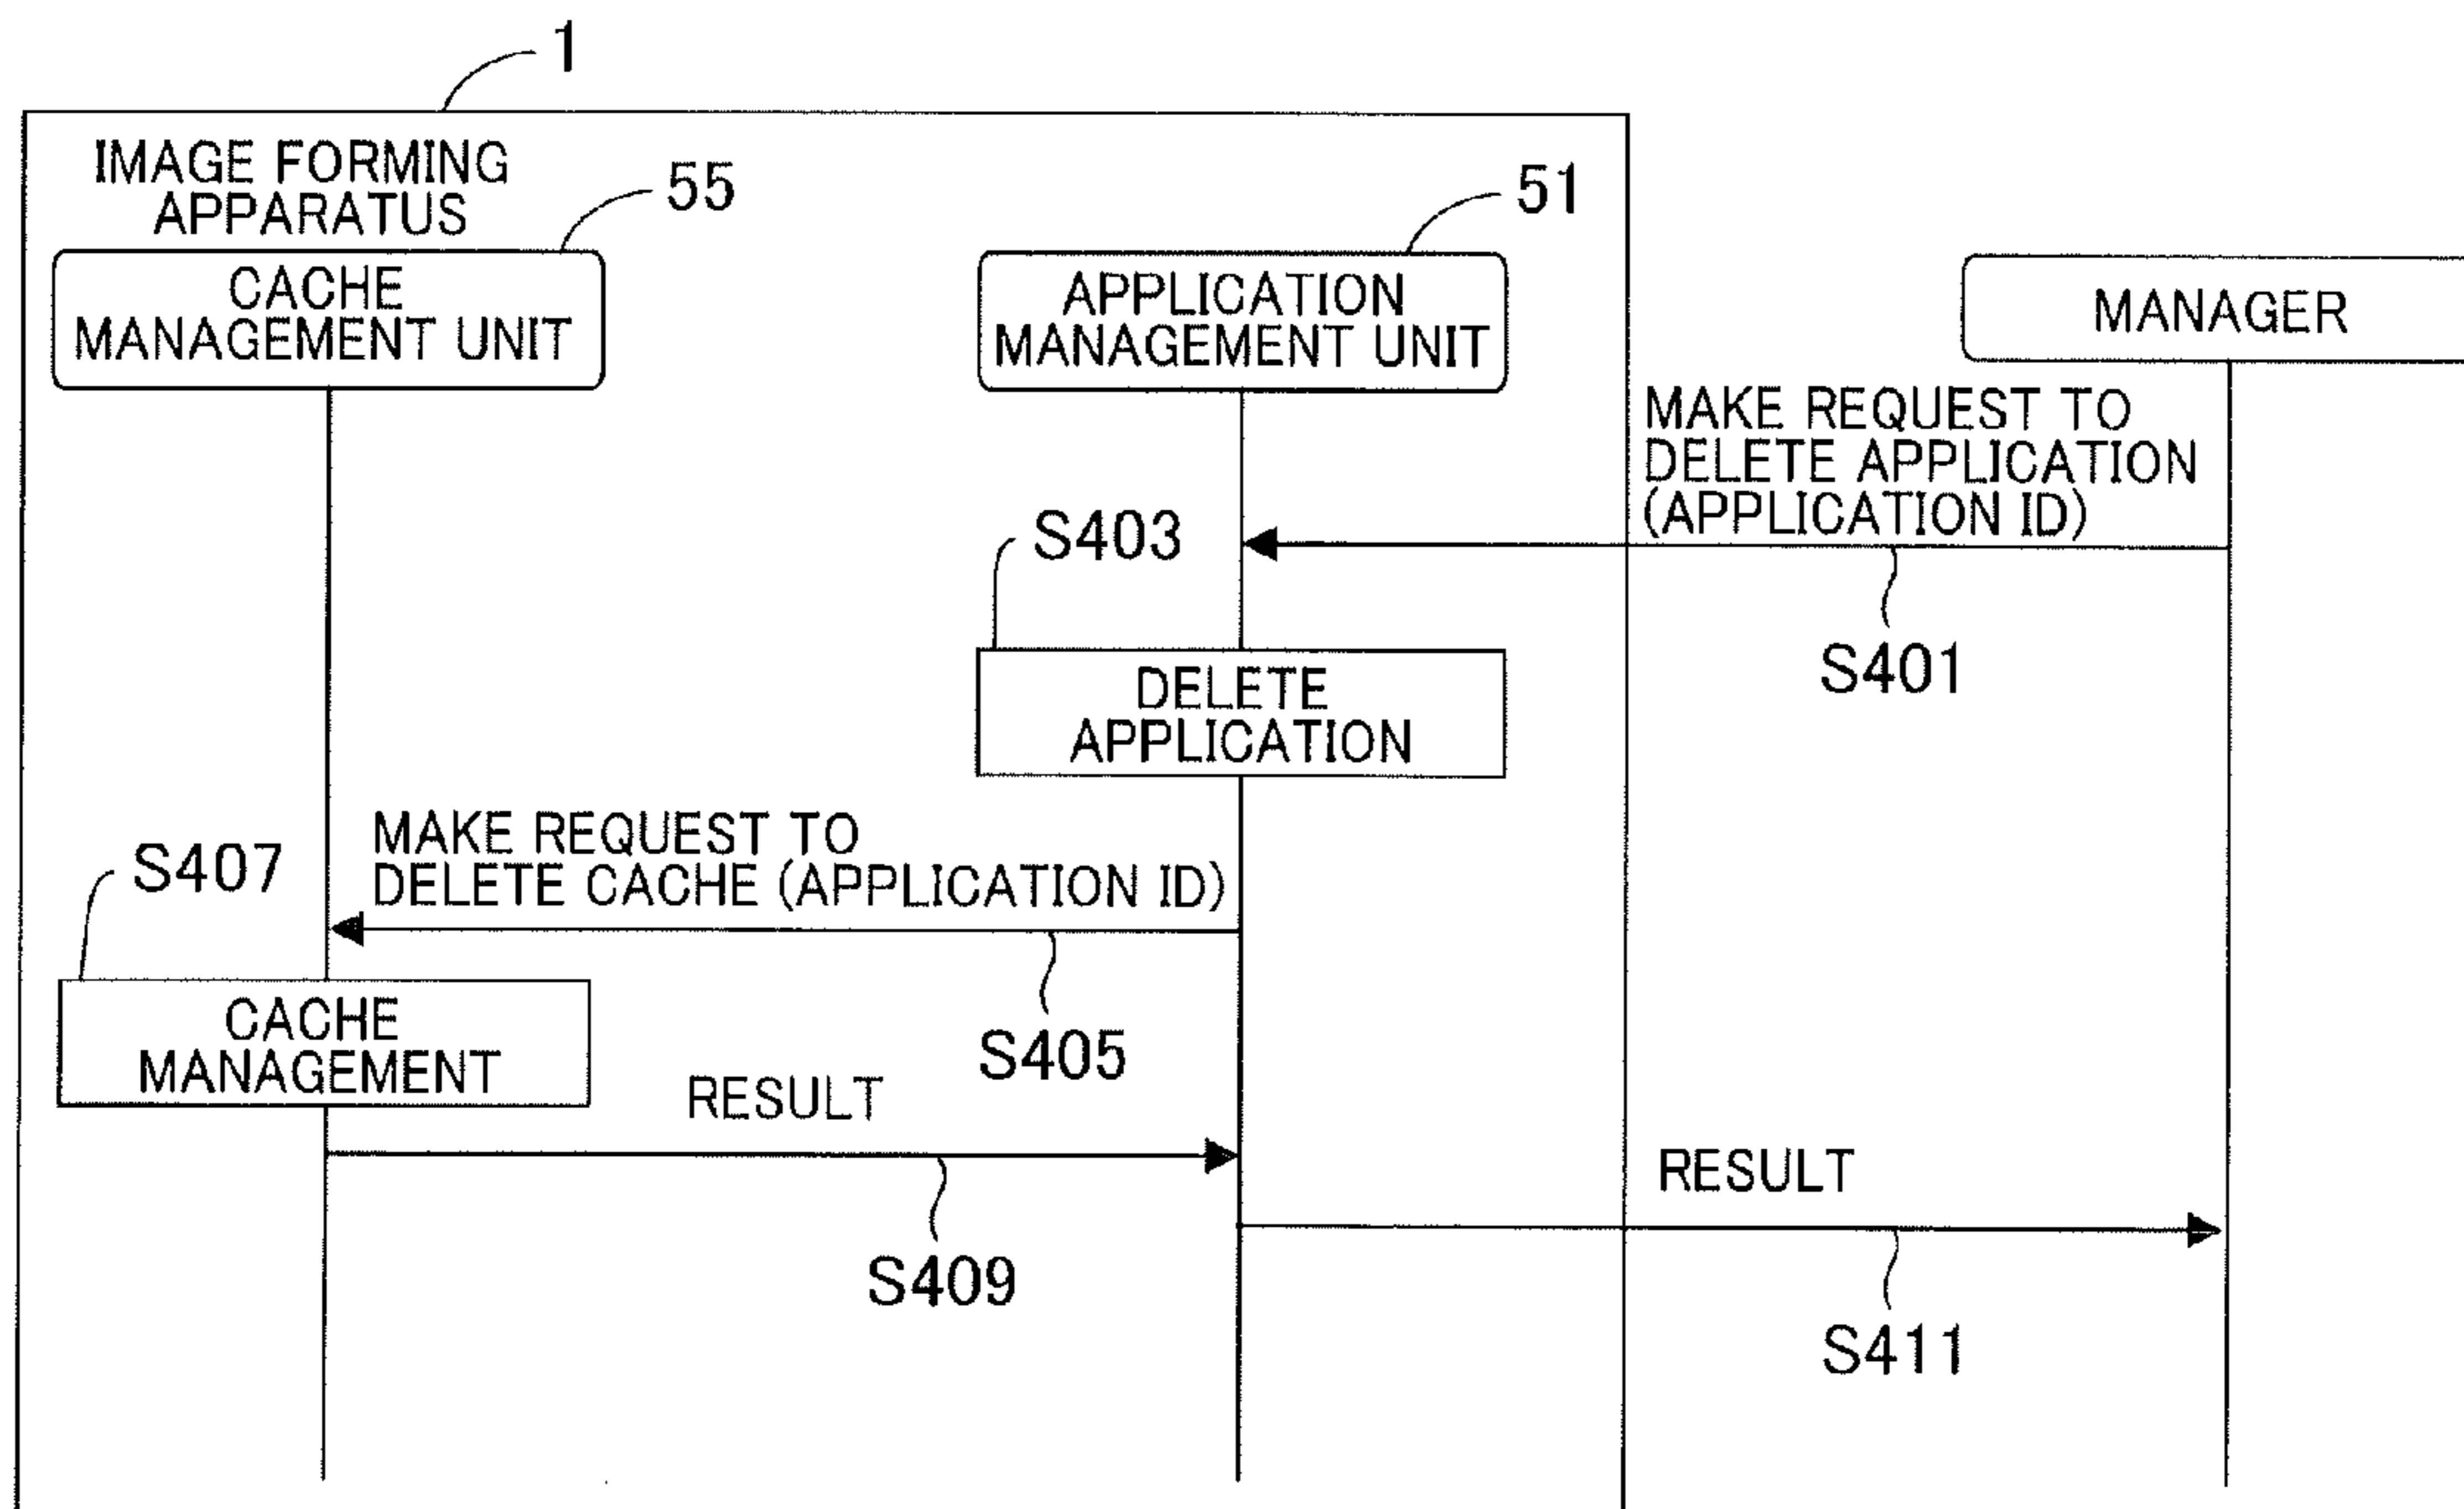 1
IMAGE FORMING
APPARATUS
55
51
CACHE
MANAGEMENT UNIT
APPLICATION
MANAGEMENT UNIT
MANAGER
MAKE REQUEST TO
DELETE APPLICATION
(APPLICATION ID)
S403
S401
DELETE
APPLICATION
MAKE REQUEST TO
DELETE CACHE (APPLICATION ID)
S407
CACHE
MANAGEMENT
S405
RESULT
RESULT
S409
S411